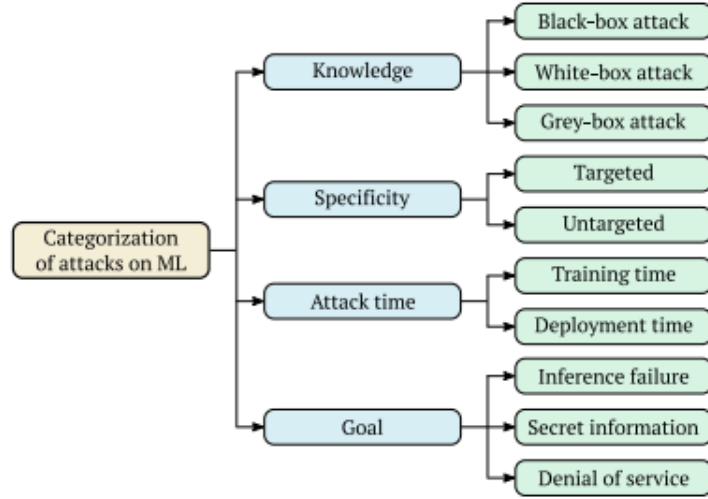 Black-box attack
Knowledge
White-box attack
Grey-box attack
Targeted
Specificity
Untargeted
Categorization
of attacks on ML
Training time
Attack time
Deployment time
Inference failure
Goal
Secret information
Denial of service